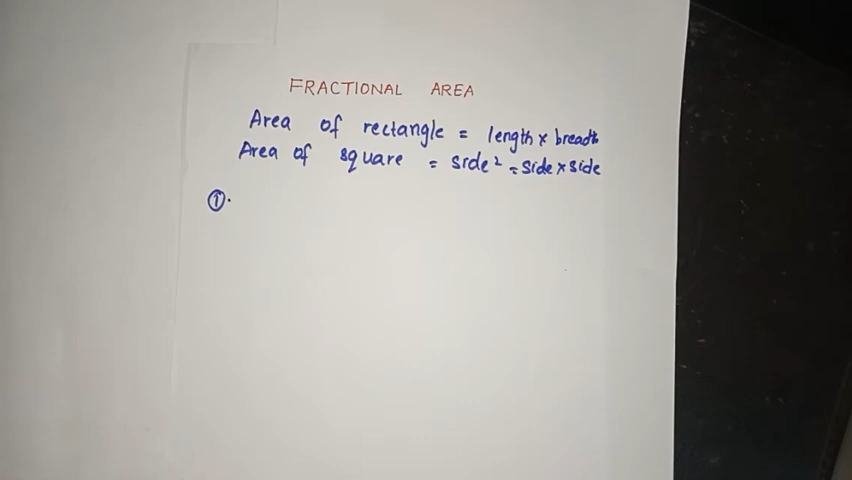 FRACTIONAL AREA
Area of rectangle = length x breadth
Area of square = side² = side x side
①.